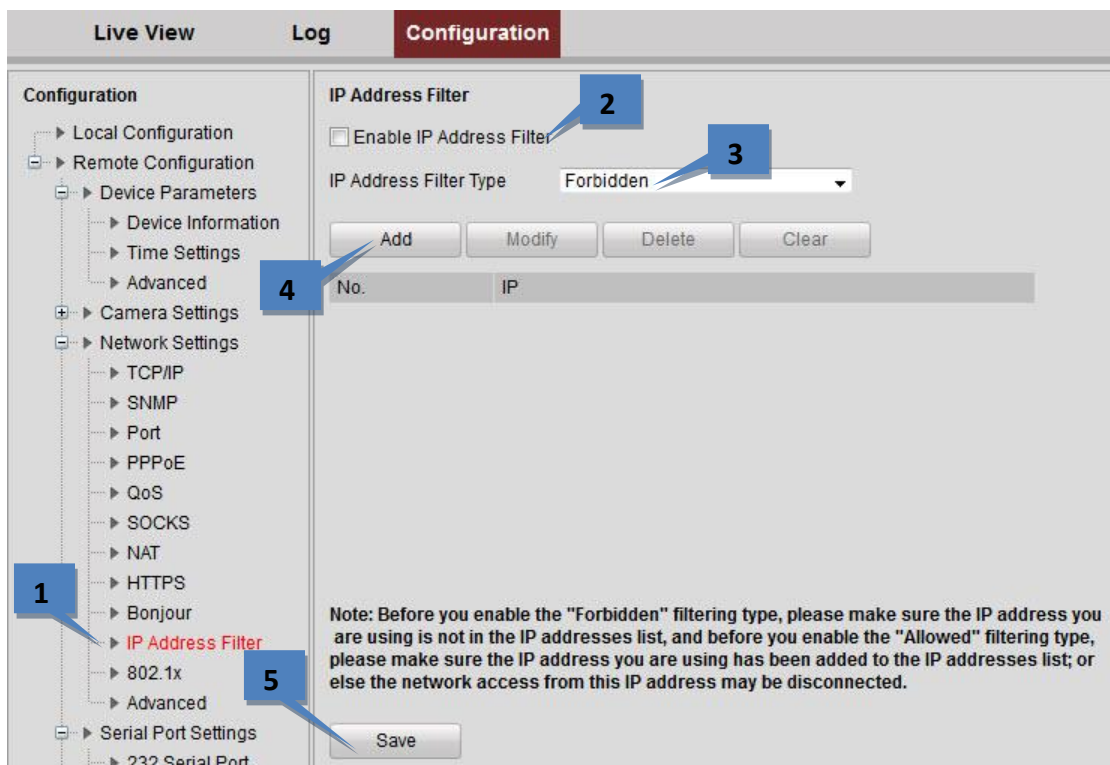 Live View Log Configuration
Configuration
Local Configuration
Remote Configuration
Device Parameters
Device Information
Time Settings
Advanced
Camera Settings
Network Settings
TCP/IP
SNMP
Port
PPPoE
QoS
SOCKS
NAT
HTTPS
Bonjour
IP Address Filter
802.1x
Advanced
Serial Port Settings
232 Serial Port
1
IP Address Filter
2
Enable IP Address Filter
3
IP Address Filter Type Forbidden
Add Modify Delete Clear
4
No. IP
Note: Before you enable the "Forbidden" filtering type, please make sure the IP address you
are using is not in the IP addresses list, and before you enable the "Allowed" filtering type,
please make sure the IP address you are using has been added to the IP addresses list; or
else the network access from this IP address may be disconnected.
5
Save